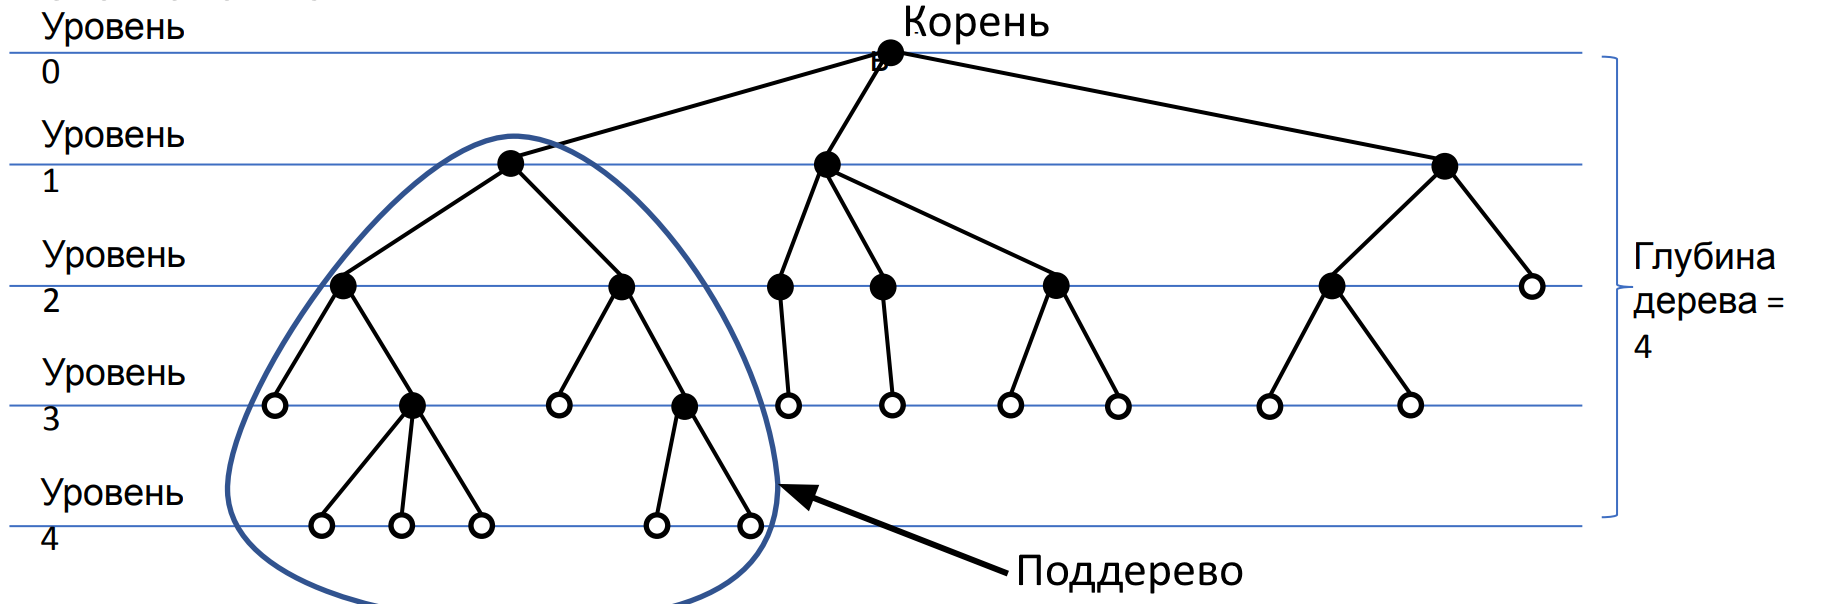 Уровень
0
Корень
Уровень
1
Уровень
2
Уровень
3
Уровень
4
Глубина
дерева =
4
Поддерево